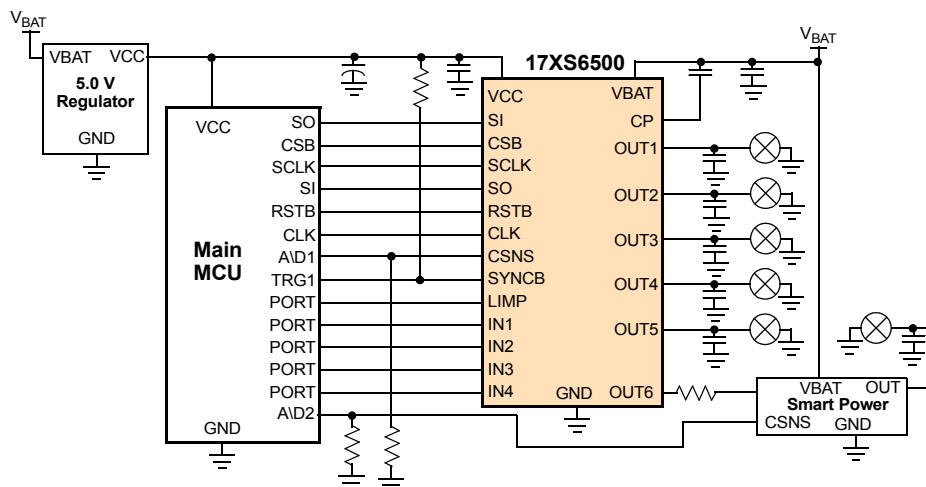 VBAT
VBAT VCC
5.0 V
Regulator
GND
VCC
Main
MCU
SO
CSB
SCLK
SI
RSTB
CLK
A\D1
TRG1
PORT
PORT
PORT
PORT
PORT
A\D2
GND
17XS6500
VCC
SI
CSB
SCLK
SO
RSTB
CLK
CSNS
SYNCB
LIMP
IN1
IN2
IN3
IN4
GND
VBAT
CP
OUT1
OUT2
OUT3
OUT4
OUT5
OUT6
VBAT
VBAT OUT
Smart Power
CSNS GND